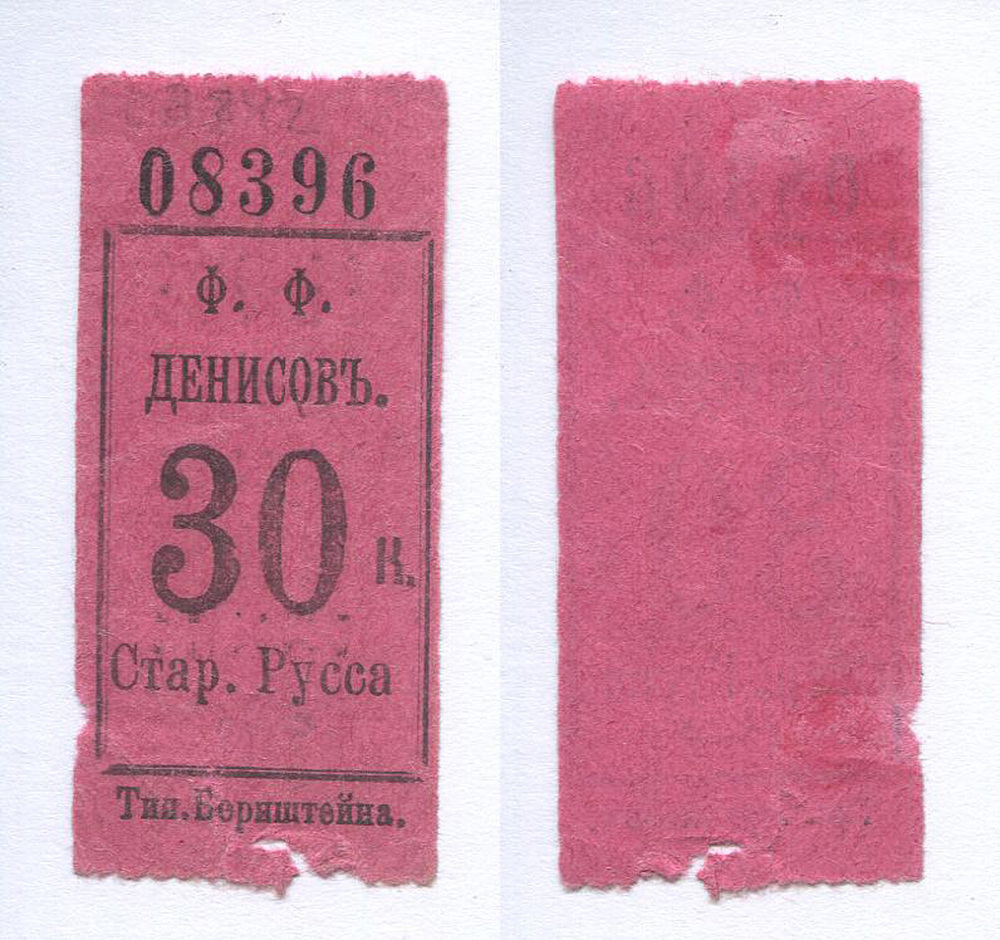 08396
Ф. Ф.
ДЕНИСОВЪ.
30 к.
Стар. Русса
Тип. Бернштейна.